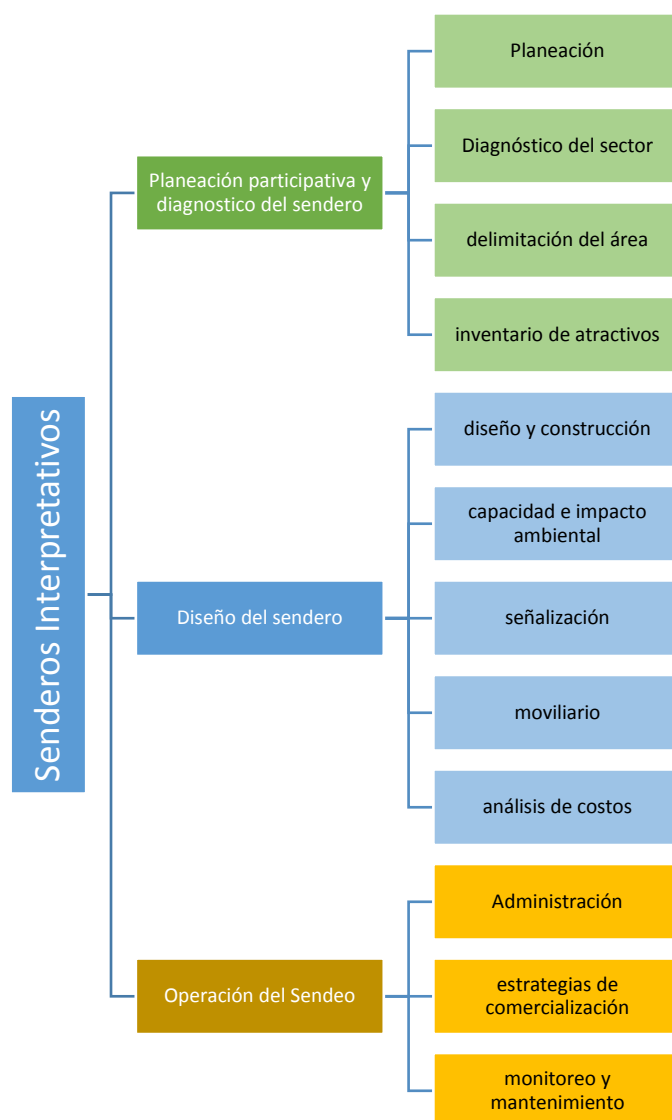 Senderos Interpretativos
Planeación participativa y
diagnostico del sendero
Planeación
Diagnóstico del sector
delimitación del área
inventario de atractivos
Diseño del sendero
diseño y construcción
capacidad e impacto
ambiental
señalización
moviliario
análisis de costos
Operación del Sendeo
Administración
estrategias de
comercialización
monitoreo y
mantenimiento